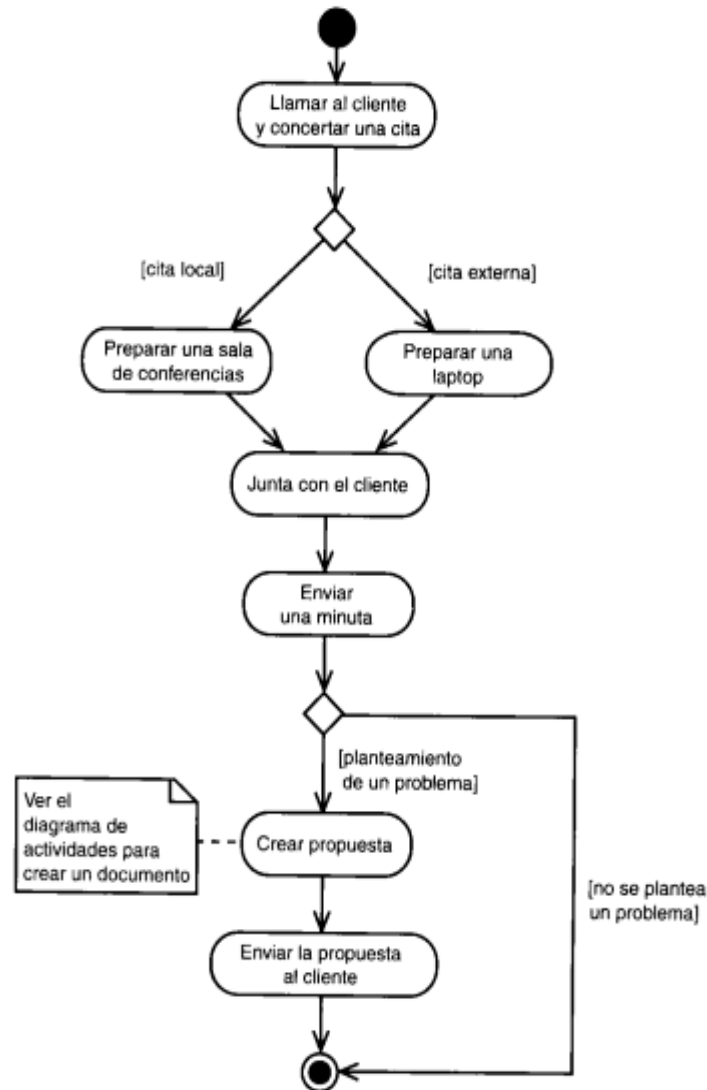 Llamar al cliente
y concertar una cita
[cita local]
[cita externa]
Preparar una sala
de conferencias
Preparar una
laptop
Junta con el cliente
Enviar
una minuta
[planteamiento
de un problema]
Ver el
diagrama de
actividades para
crear un documento
Crear propuesta
[no se plantea
un problema]
Enviar la propuesta
al cliente